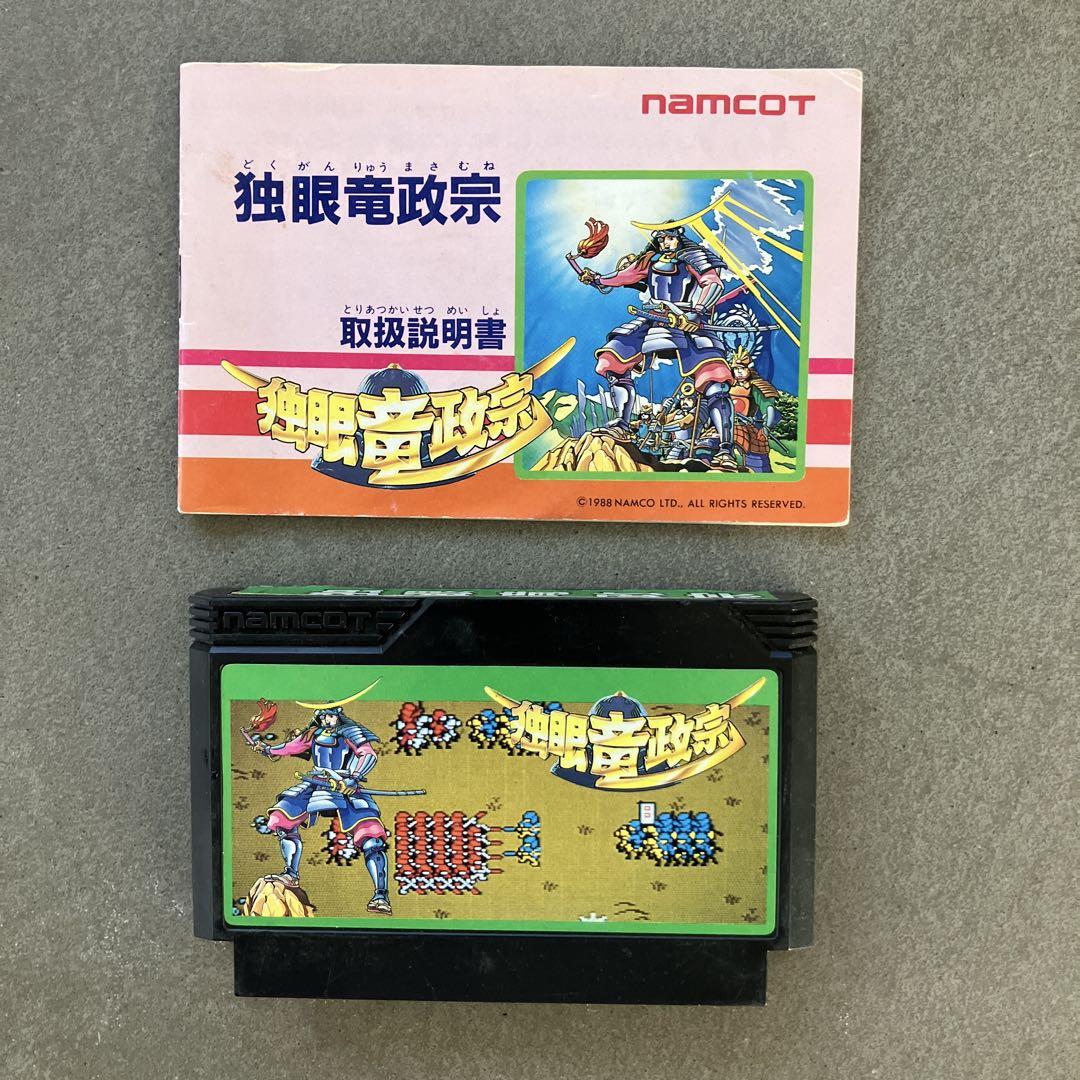 namcoT
どくがんりゅうまさむね
独眼竜政宗
とりあつかいせつめいしょ
取扱説明書
独眼竜政宗
©1988 NAMCO LTD., ALL RIGHTS RESERVED.
namcoT
独眼竜政宗